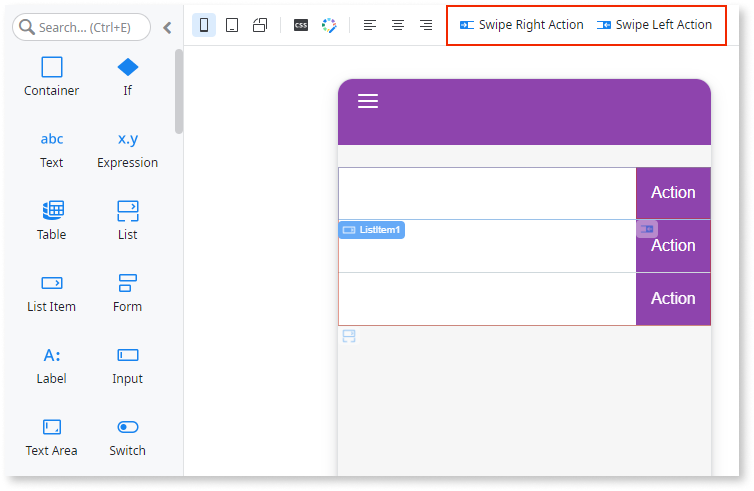 Search... (Ctrl+E)
CSS
Swipe Right Action
Swipe Left Action
Container
If
abc
x.y
Text
Expression
Table
List
List Item
Form
A:
Label
Input
Text Area
Switch
Action
ListItem1
Action
Action